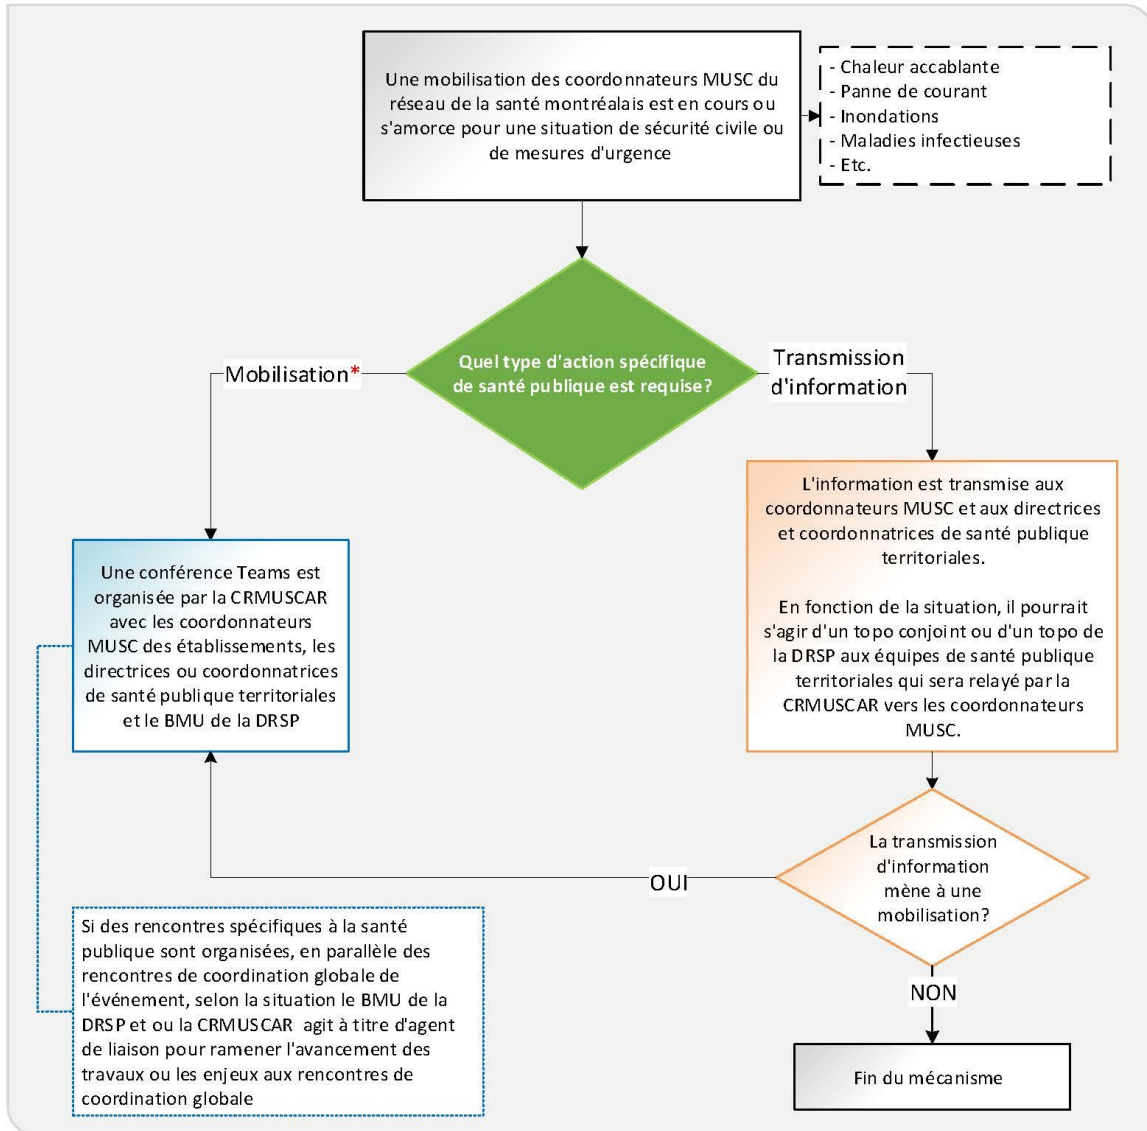 Une mobilisation des coordonnateurs MUSC du
réseau de la santé montréalais est en cours ou
s'amorce pour une situation de sécurité civile ou
de mesures d'urgence
- Chaleur accablante
- Panne de courant
- Inondations
- Maladies infectieuses
- Etc.
Quel type d'action spécifique
de santé publique est requise?
Mobilisation*
Transmission
d'information
L'information est transmise aux
coordonnateurs MUSC et aux directrices
et coordonnatrices de santé publique
territoriales.
En fonction de la situation, il pourrait
s'agir d'un topo conjoint ou d'un topo de
la DRSP aux équipes de santé publique
territoriales qui sera relayé par la
CRMUSCAR vers les coordonnateurs
MUSC.
Une conférence Teams est
organisée par la CRMUSCAR
avec les coordonnateurs
MUSC des établissements, les
directrices ou coordonnatrices
de santé publique territoriales
et le BMU de la DRSP
La transmission
d'information
mène à une
mobilisation?
OUI
NON
Si des rencontres spécifiques à la santé
publique sont organisées, en parallèle des
rencontres de coordination globale de
l'événement, selon la situation le BMU de la
DRSP et ou la CRMUSCAR agit à titre d'agent
de liaison pour ramener l'avancement des
travaux ou les enjeux aux rencontres de
coordination globale
Fin du mécanisme